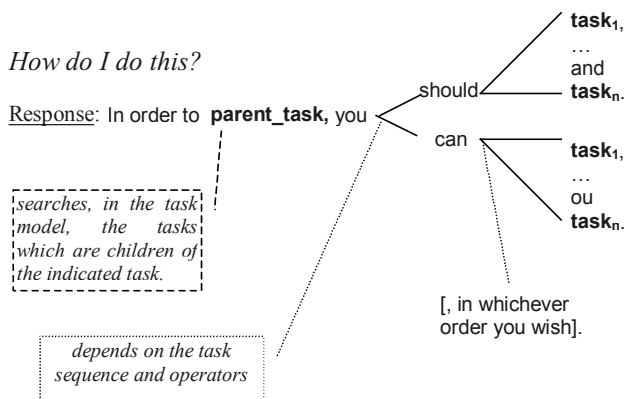 How do I do this?
Response: In order to parent_task, you
should
task1,
…
and
taskn.
can
task1,
…
ou
taskn.
searches, in the task
model, the tasks
which are children of
the indicated task.
[, in whichever
order you wish].
depends on the task
sequence and operators